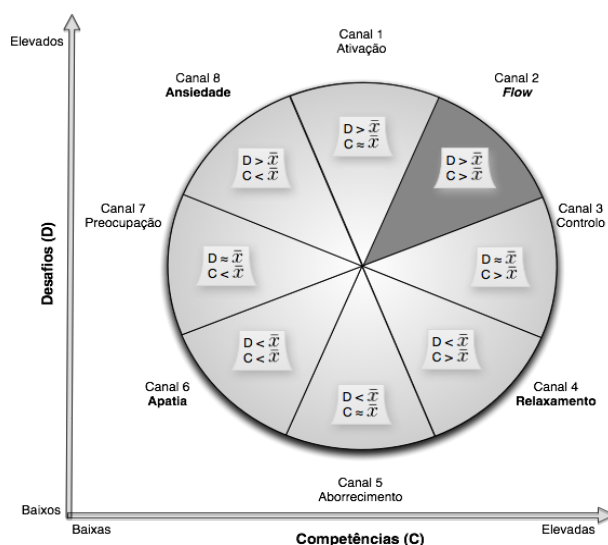 Elevados
Canal 1
Ativação
Canal 8
Ansiedade
Canal 2
Flow
D > x̄
C ≈ x̄
D > x̄
C < x̄
D > x̄
C > x̄
Canal 7
Preocupação
Canal 3
Controlo
D ≈ x̄
C < x̄
D ≈ x̄
C > x̄
Desafios (D)
D < x̄
C < x̄
D < x̄
C > x̄
Canal 6
Apatia
D < x̄
C ≈ x̄
Canal 4
Relaxamento
Canal 5
Aborrecimento
Baixos
Baixas
Elevadas
Competências (C)